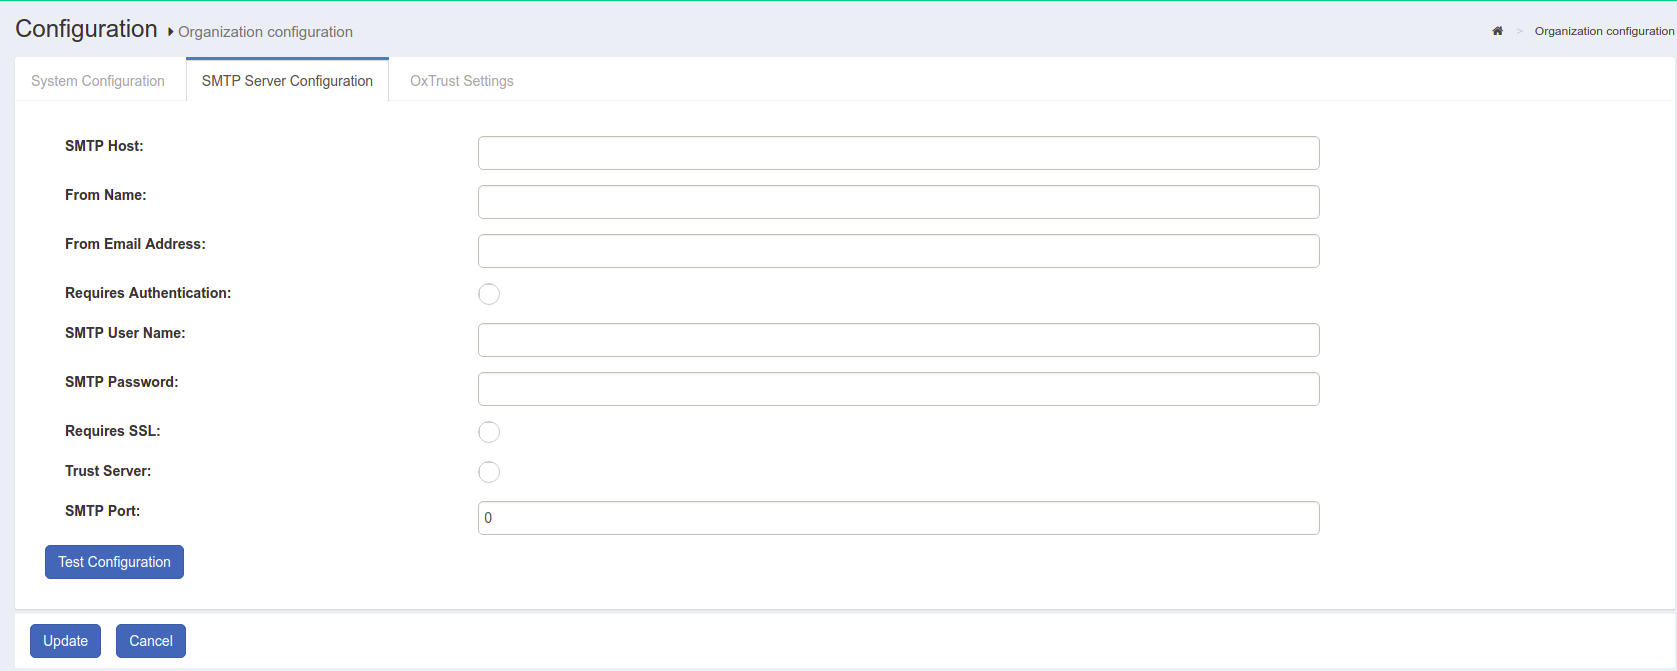 Configuration Organization configuration
> Organization configuration
System Configuration SMTP Server Configuration OxTrust Settings
SMTP Host:
From Name:
From Email Address:
Requires Authentication:
SMTP User Name:
SMTP Password:
Requires SSL:
Trust Server:
SMTP Port: 0
Test Configuration
Update Cancel